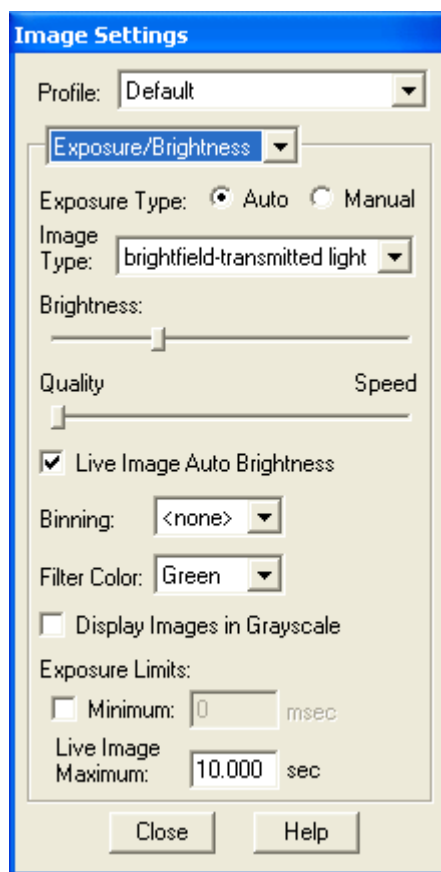 Image Settings
Profile: Default
Exposure/Brightness
Exposure Type: Auto Manual
Image
Type: brightfield-transmitted light
Brightness:
Quality Speed
Live Image Auto Brightness
Binning: <none>
Filter Color: Green
Display Images in Grayscale
Exposure Limits:
Minimum: 0 msec
Live Image
Maximum: 10.000 sec
Close Help